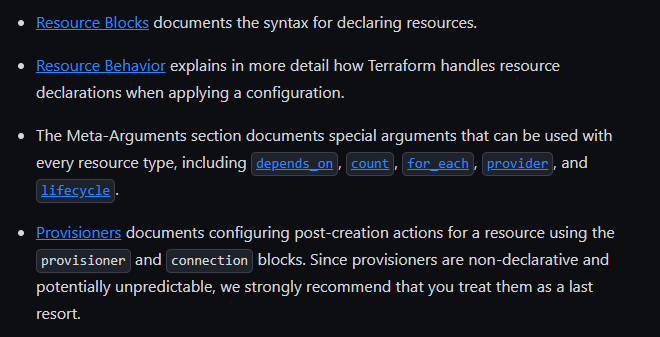 Resource Blocks documents the syntax for declaring resources.
Resource Behavior explains in more detail how Terraform handles resource
declarations when applying a configuration.
The Meta-Arguments section documents special arguments that can be used with
every resource type, including depends_on, count, for_each, provider, and
lifecycle.
Provisioners documents configuring post-creation actions for a resource using the
provisioner and connection blocks. Since provisioners are non-declarative and
potentially unpredictable, we strongly recommend that you treat them as a last
resort.